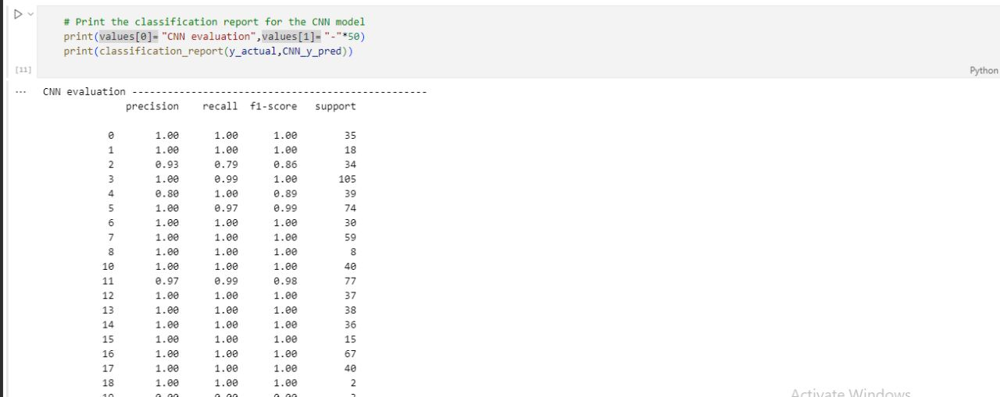 # Print the classification report for the CNN model
print(values[0]= "CNN evaluation",values[1]= "-"*50)
print(classification_report(y_actual,CNN_y_pred))
[11]
Python
... CNN evaluation --------------------------------------------------
precision recall f1-score support
0 1.00 1.00 1.00 35
1 1.00 1.00 1.00 18
2 0.93 0.79 0.86 34
3 1.00 0.99 1.00 105
4 0.80 1.00 0.89 39
5 1.00 0.97 0.99 74
6 1.00 1.00 1.00 30
7 1.00 1.00 1.00 59
8 1.00 1.00 1.00 8
10 1.00 1.00 1.00 40
11 0.97 0.99 0.98 77
12 1.00 1.00 1.00 37
13 1.00 1.00 1.00 38
14 1.00 1.00 1.00 36
15 1.00 1.00 1.00 15
16 1.00 1.00 1.00 67
17 1.00 1.00 1.00 40
18 1.00 1.00 1.00 2
Activate Windows